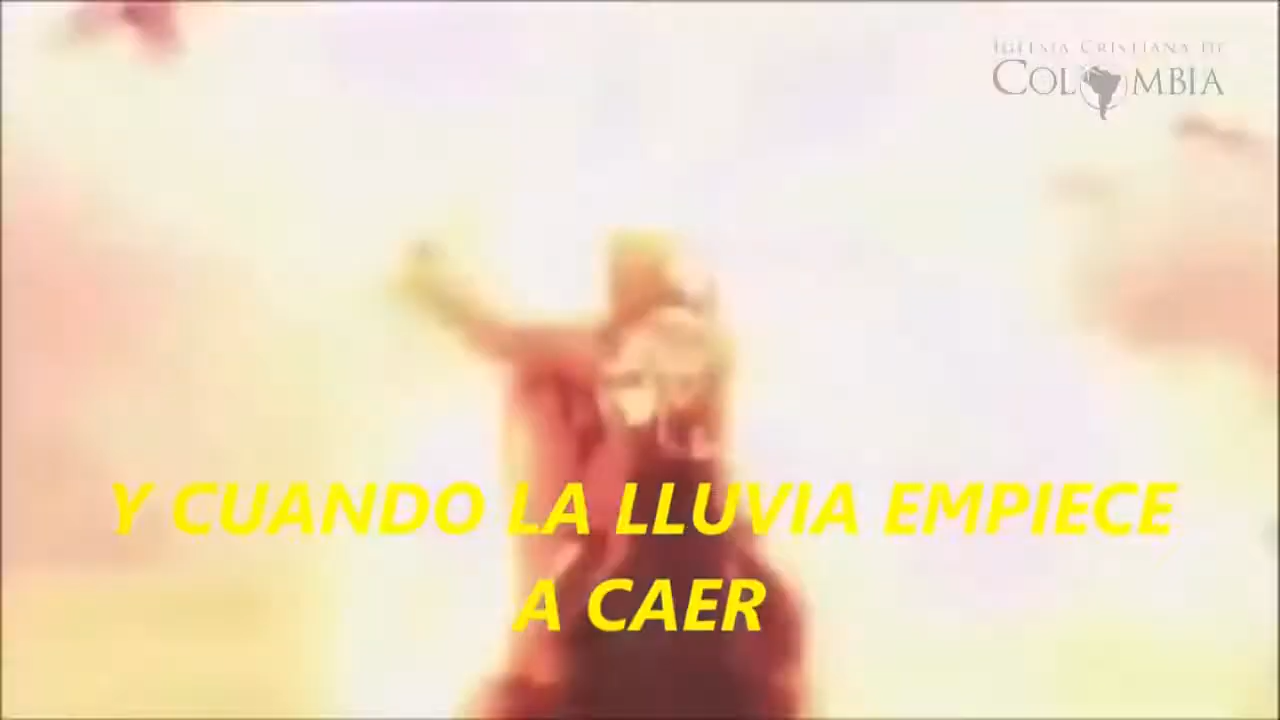 IGLESIA CRISTIANA DE
COLOMBIA
Y CUANDO LA LLUVIA EMPIECE
A CAER